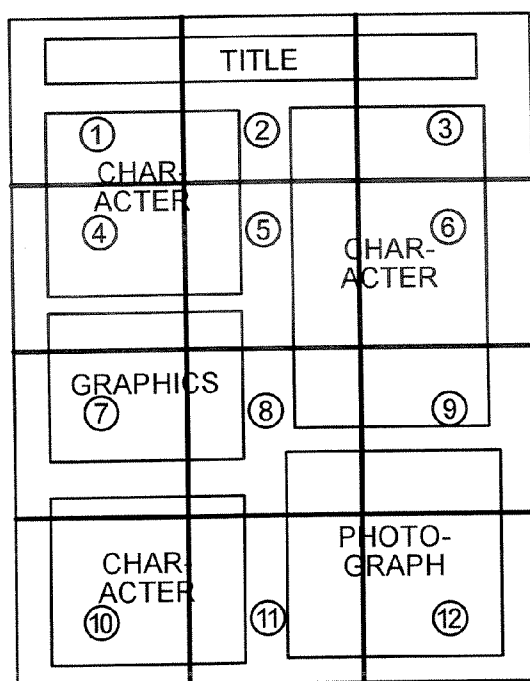 TITLE
① ② ③
CHAR-
ACTER
④ ⑤ ⑥
CHAR-
ACTER
GRAPHICS
⑦ ⑧ ⑨
CHAR-
ACTER
PHOTO-
GRAPH
⑩ ⑪ ⑫